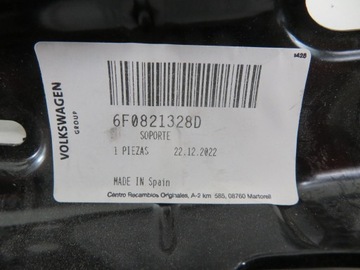 1425
VOLKSWAGEN
GROUP
6F0821328D
SOPORTE
1 PIEZAS 22.12.2022
MADE IN Spain
Centro Recambios Originales, A-2 km 585, 08760 Martorell